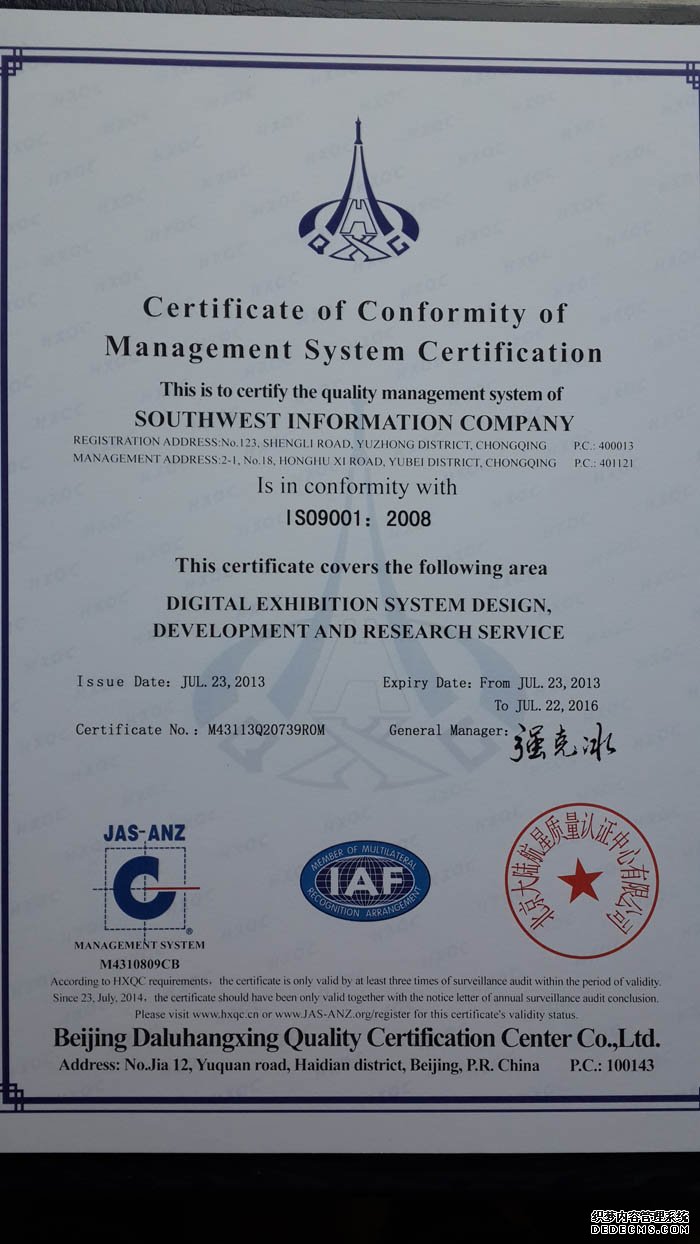 HXQC
Certificate of Conformity of
Management System Certification
This is to certify the quality management system of
SOUTHWEST INFORMATION COMPANY
REGISTRATION ADDRESS:No.123, SHENGLI ROAD, YUZHONG DISTRICT, CHONGQING P.C.: 400013
MANAGEMENT ADDRESS:2-1, No.18, HONGHU XI ROAD, YUBEI DISTRICT, CHONGQING P.C.: 401121
Is in conformity with
ISO9001：2008
This certificate covers the following area
DIGITAL EXHIBITION SYSTEM DESIGN,
DEVELOPMENT AND RESEARCH SERVICE
Issue Date: JUL.23,2013 Expiry Date: From JUL.23,2013
To JUL.22,2016
Certificate No.: M43113Q20739R0M General Manager: 强克冰
JAS-ANZ
C
®
MANAGEMENT SYSTEM
M4310809CB
MEMBER OF MULTILATERAL
IAF
RECOGNITION ARRANGEMENT
北京大陆航星质量认证中心有限公司
According to HXQC requirements，the certificate is only valid by at least three times of surveillance audit within the period of validity.
Since 23, July, 2014，the certificate should have been only valid together with the notice letter of annual surveillance audit conclusion.
Please visit www.hxqc.cn or www.JAS-ANZ.org/register for this certificate's validity status.
Beijing Daluhangxing Quality Certification Center Co.,Ltd.
Address: No.Jia 12, Yuquan road, Haidian district, Beijing, P.R. China P.C.: 100143
织梦内容管理系统
DEDECMS.COM